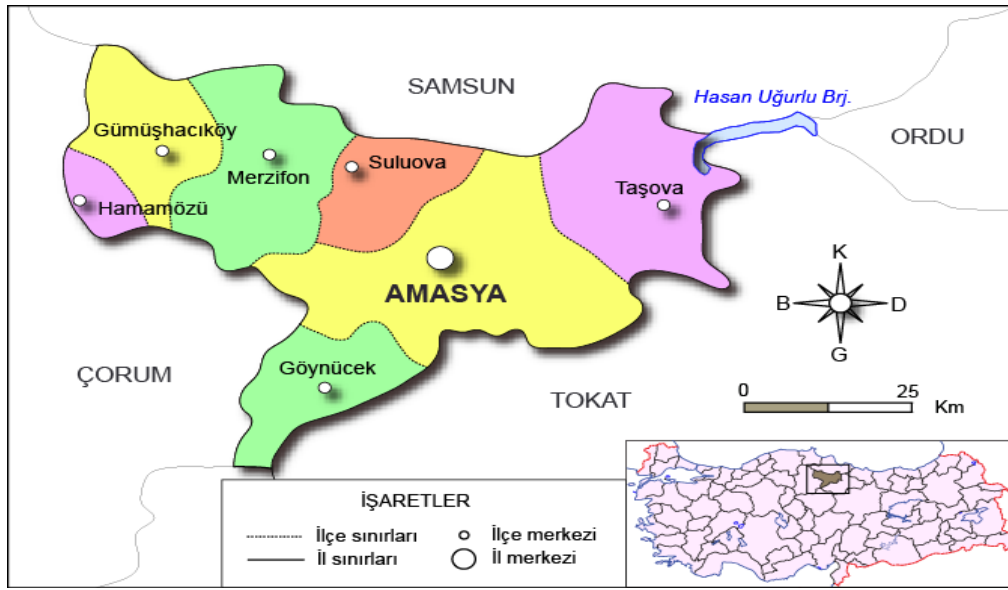 SAMSUN
Hasan Uğurlu Brj.
ORDU
Gümüşhacıköy
Merzifon
Suluova
Taşova
Hamamözü
AMASYA
K
B
D
G
ÇORUM
Göynücek
TOKAT
0
25
Km
İŞARETLER
İlçe sınırları
İlçe merkezi
İl sınırları
İl merkezi